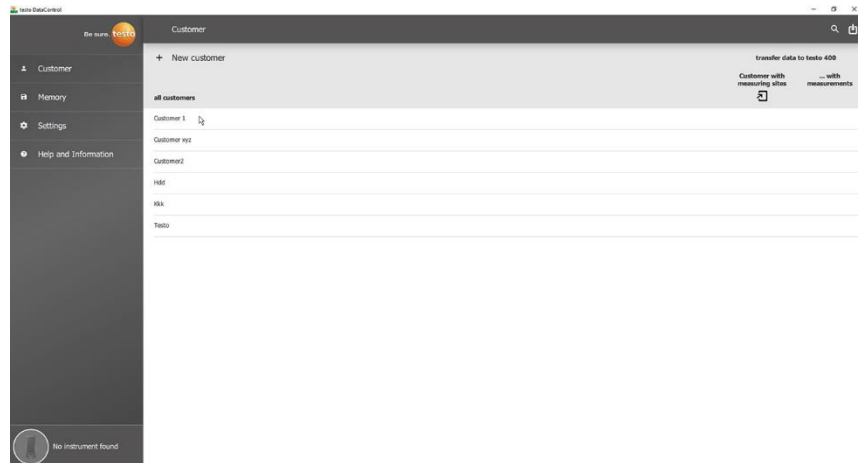 testo DataControl
Be sure. testo
Customer
Customer
Memory
Settings
Help and Information
No instrument found
+ New customer
transfer data to testo 400
Customer with
measuring sites
... with
measurements
all customers
Customer 1
Customer xyz
Customer2
Hdd
Kkk
Testo